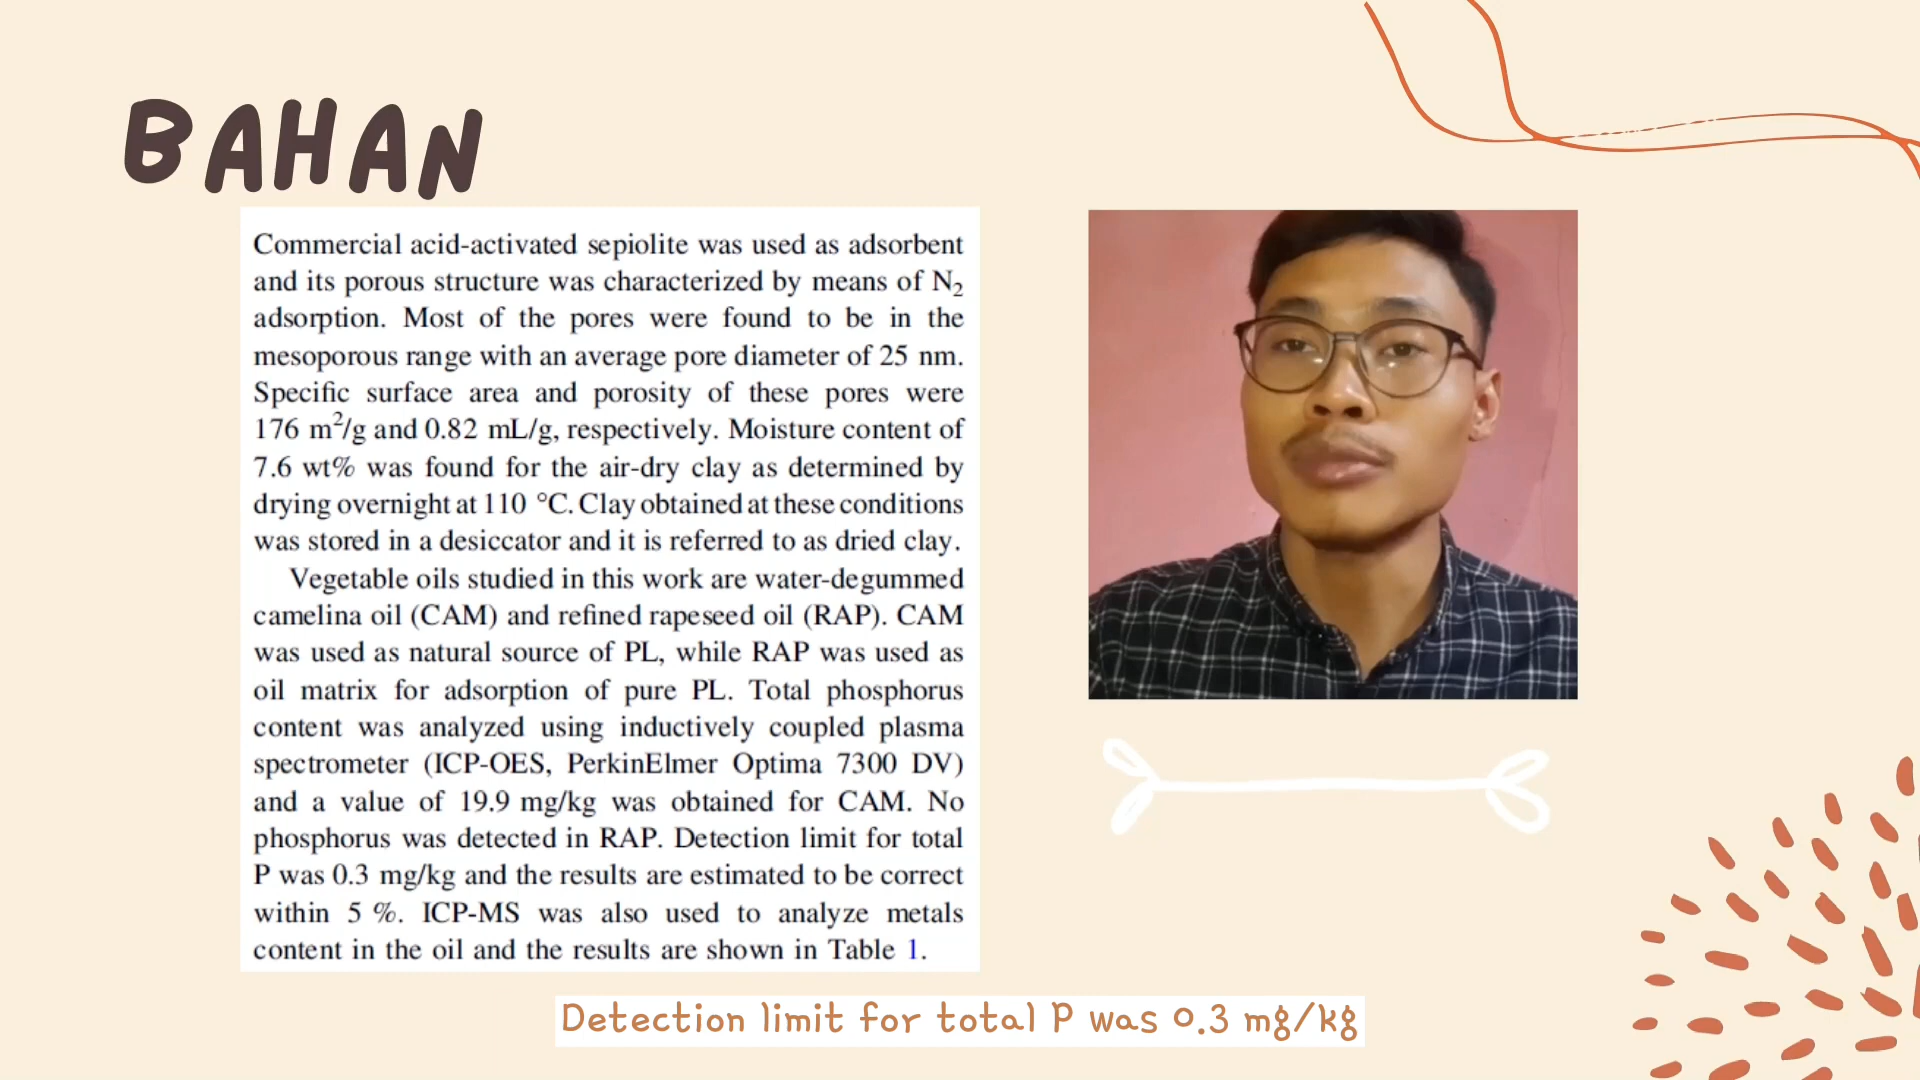 BAHAN
Commercial acid-activated sepiolite was used as adsorbent
and its porous structure was characterized by means of N₂
adsorption. Most of the pores were found to be in the
mesoporous range with an average pore diameter of 25 nm.
Specific surface area and porosity of these pores were
176 m²/g and 0.82 mL/g, respectively. Moisture content of
7.6 wt% was found for the air-dry clay as determined by
drying overnight at 110 °C. Clay obtained at these conditions
was stored in a desiccator and it is referred to as dried clay.
Vegetable oils studied in this work are water-degummed
camelina oil (CAM) and refined rapeseed oil (RAP). CAM
was used as natural source of PL, while RAP was used as
oil matrix for adsorption of pure PL. Total phosphorus
content was analyzed using inductively coupled plasma
spectrometer (ICP-OES, PerkinElmer Optima 7300 DV)
and a value of 19.9 mg/kg was obtained for CAM. No
phosphorus was detected in RAP. Detection limit for total
P was 0.3 mg/kg and the results are estimated to be correct
within 5 %. ICP-MS was also used to analyze metals
content in the oil and the results are shown in Table 1.
Detection limit for total P was 0.3 mg/kg